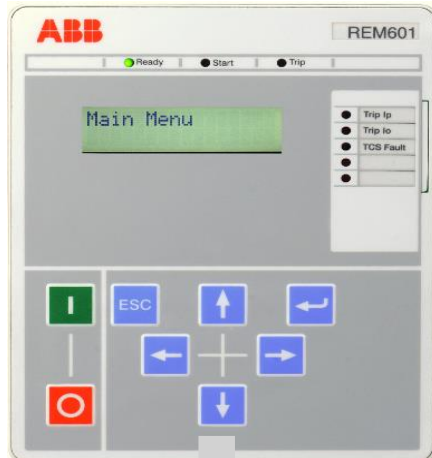 ABB
REM601
Ready
Start
Trip
Main Menu
Trip Ip
Trip Io
TCS Fault
I
ESC
O